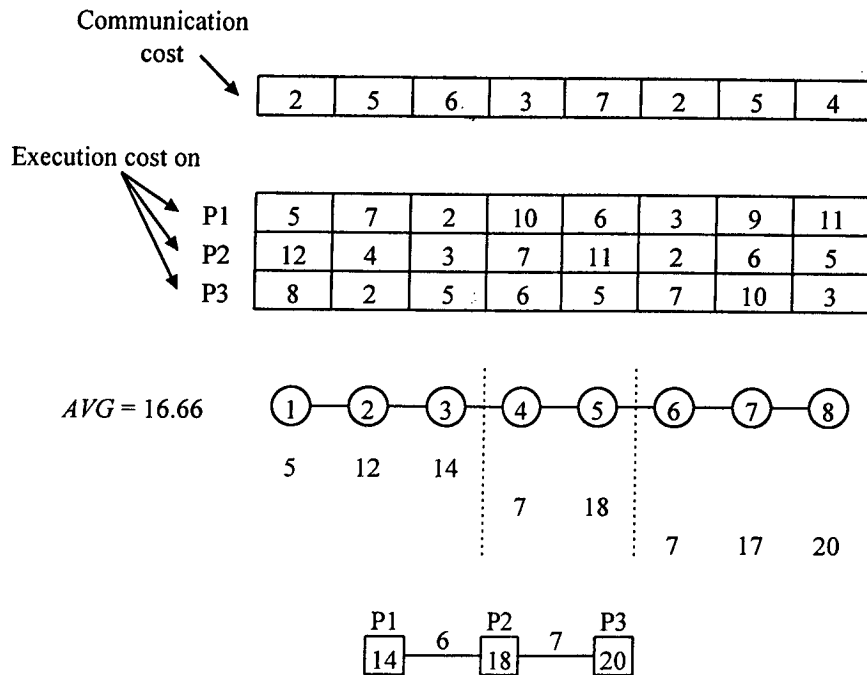 Communication
cost
2 5 6 3 7 2 5 4
Execution cost on
P1 5 7 2 10 6 3 9 11
P2 12 4 3 7 11 2 6 5
P3 8 2 5 6 5 7 10 3
AVG = 16.66 1 2 3 4 5 6 7 8
5 12 14
7 18
7 17 20
P1 P2 P3
14 6 18 7 20